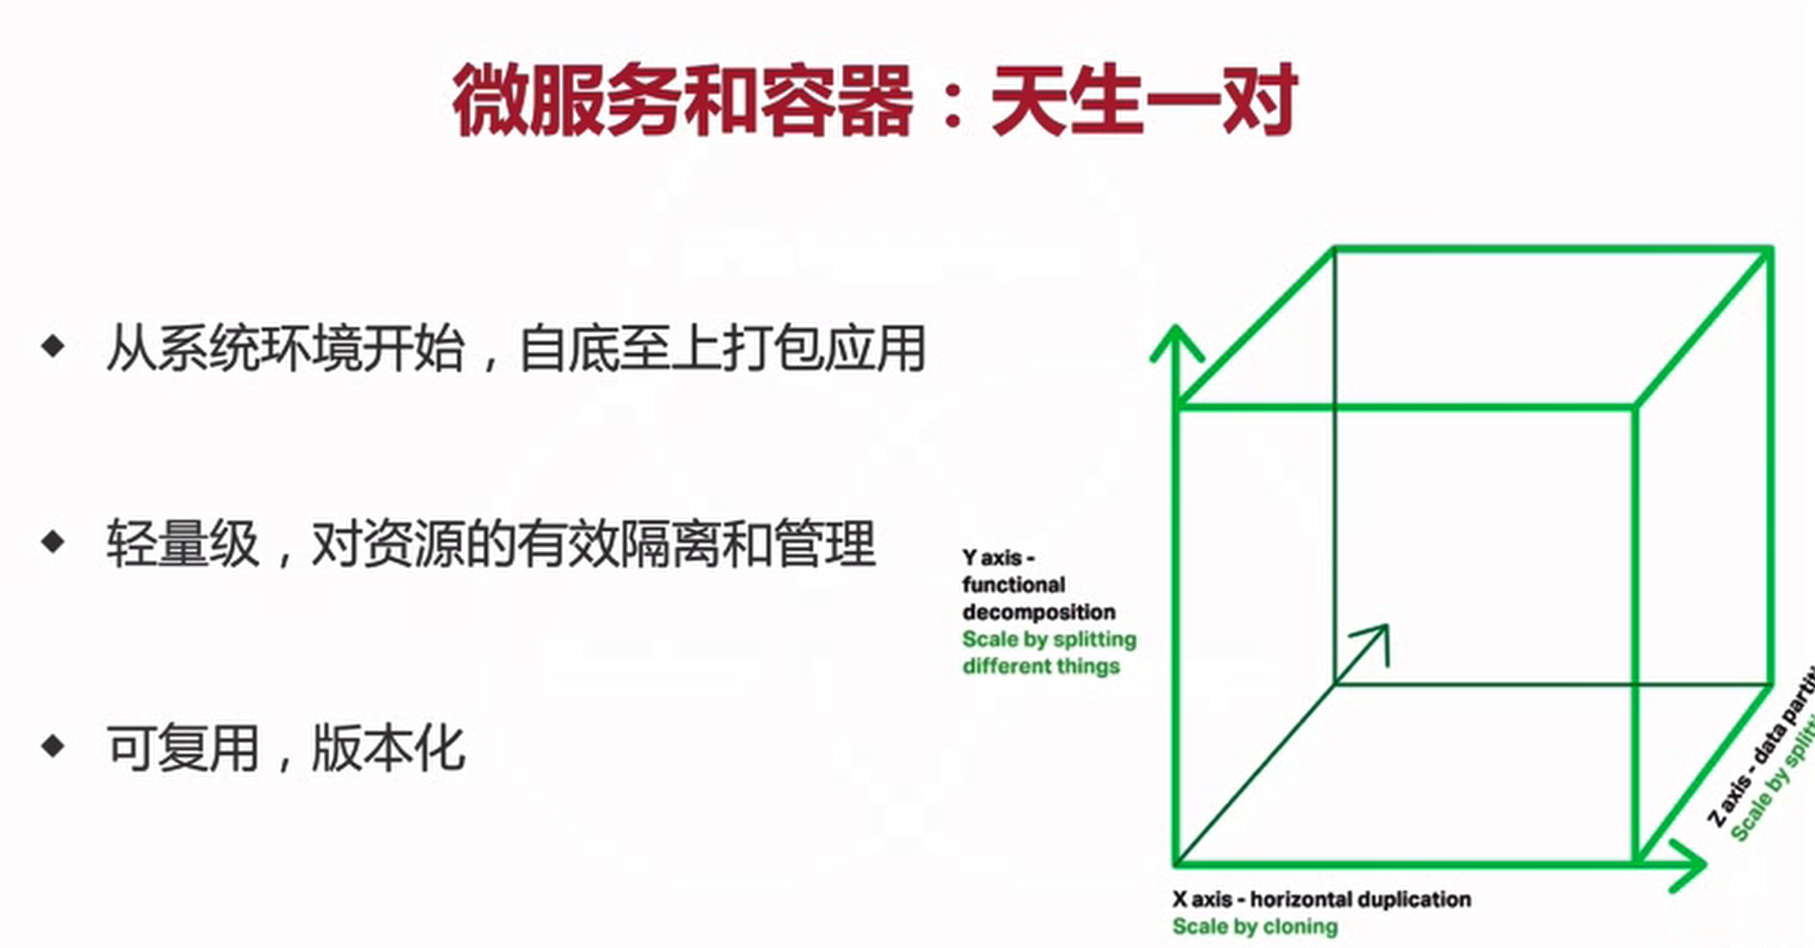 微服务和容器：天生一对
从系统环境开始，自底至上打包应用
轻量级，对资源的有效隔离和管理
可复用，版本化
Y axis -
functional
decomposition
Scale by splitting
different things
Z axis - data
Scale by
X axis - horizontal duplication
Scale by cloning